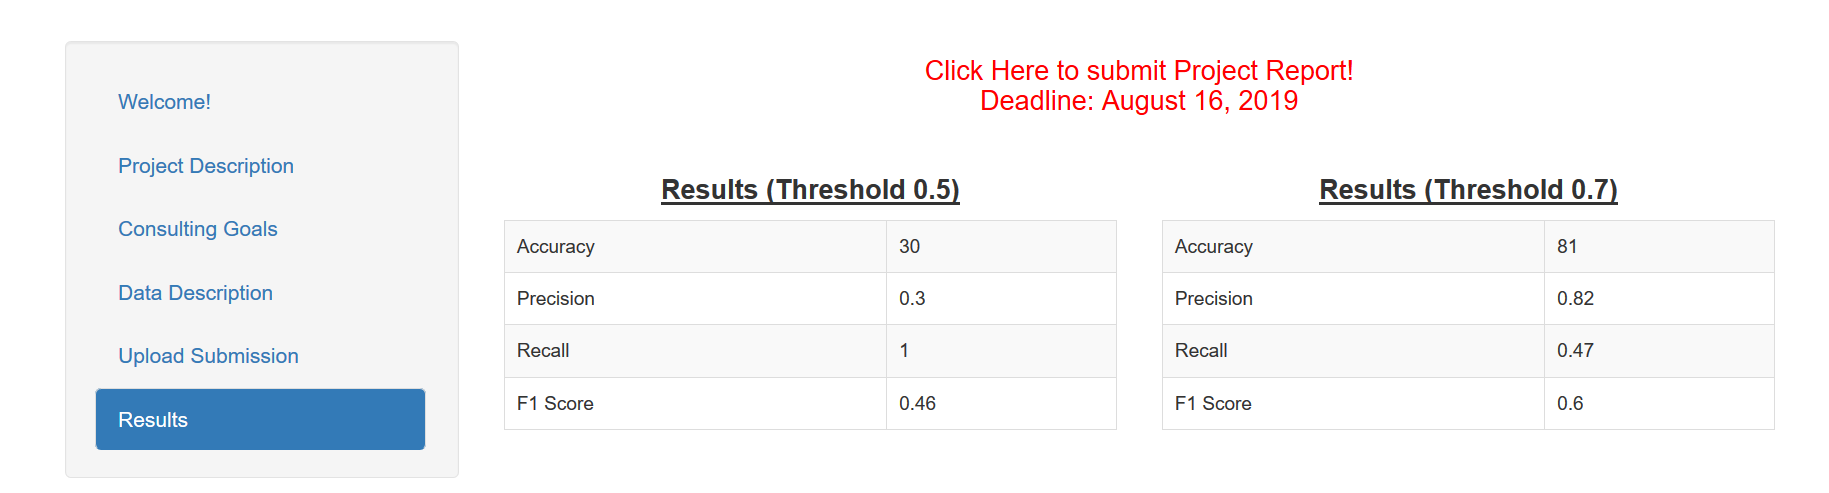 Welcome!
Project Description
Consulting Goals
Data Description
Upload Submission
Results
Click Here to submit Project Report!
Deadline: August 16, 2019
Results (Threshold 0.5)
Accuracy 30
Precision 0.3
Recall 1
F1 Score 0.46
Results (Threshold 0.7)
Accuracy 81
Precision 0.82
Recall 0.47
F1 Score 0.6